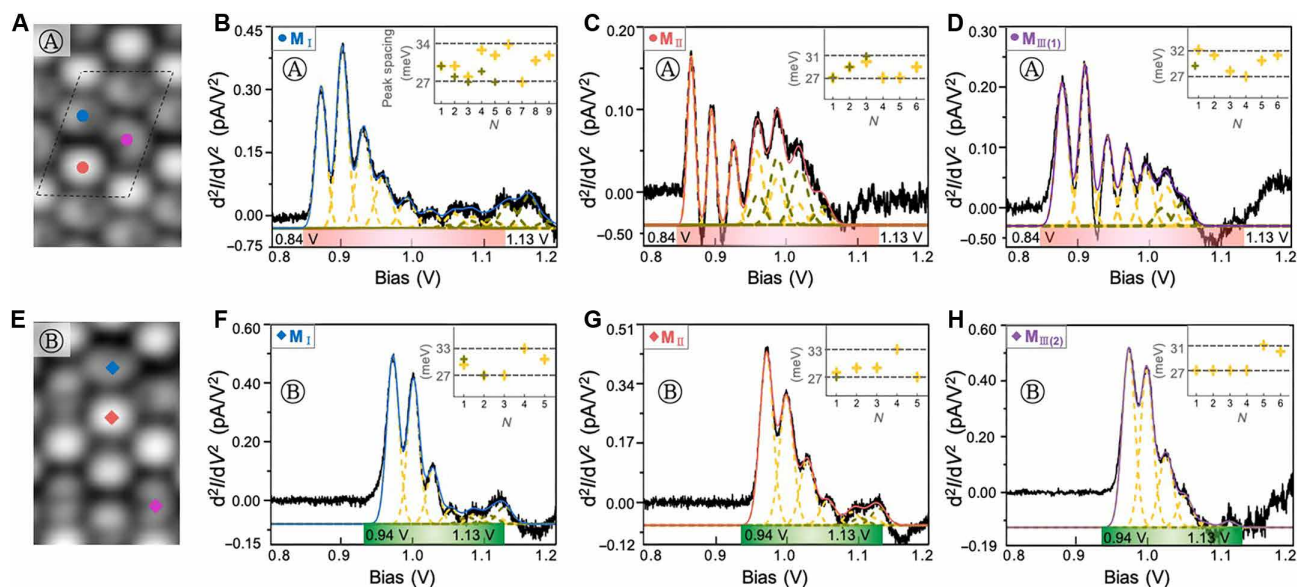 A
Ⓐ
B
d²I/dV² (pA/V²)
0.45
0.30
0.15
0.00
−0.75
M I
Ⓐ
Peak spacing
(meV)
34
27
1 2 3 4 5 6 7 8 9
N
0.84 V
1.13 V
0.8 0.9 1.0 1.1 1.2
Bias (V)
C
d²I/dV² (pA/V²)
0.20
0.10
0.00
−0.50
M II
Ⓐ
(meV)
31
27
1 2 3 4 5 6
N
0.84 V
1.13 V
0.8 0.9 1.0 1.1 1.2
Bias (V)
D
d²I/dV² (pA/V²)
0.30
0.20
0.10
0.00
−0.50
M III(1)
Ⓐ
(meV)
32
27
1 2 3 4 5 6
N
0.84 V
1.13 V
0.8 0.9 1.0 1.1 1.2
Bias (V)
E
Ⓑ
F
d²I/dV² (pA/V²)
0.60
0.40
0.20
0.00
−0.15
M I
Ⓑ
(meV)
33
27
1 2 3 4 5
N
0.94 V
1.13 V
0.8 0.9 1.0 1.1 1.2
Bias (V)
G
d²I/dV² (pA/V²)
0.51
0.34
0.17
0.00
−0.12
M II
Ⓑ
(meV)
33
27
1 2 3 4 5
N
0.94 V
1.13 V
0.8 0.9 1.0 1.1 1.2
Bias (V)
H
d²I/dV² (pA/V²)
0.60
0.40
0.20
0.00
−0.19
M III(2)
Ⓑ
(meV)
31
27
1 2 3 4 5 6
N
0.94 V
1.13 V
0.8 0.9 1.0 1.1 1.2
Bias (V)